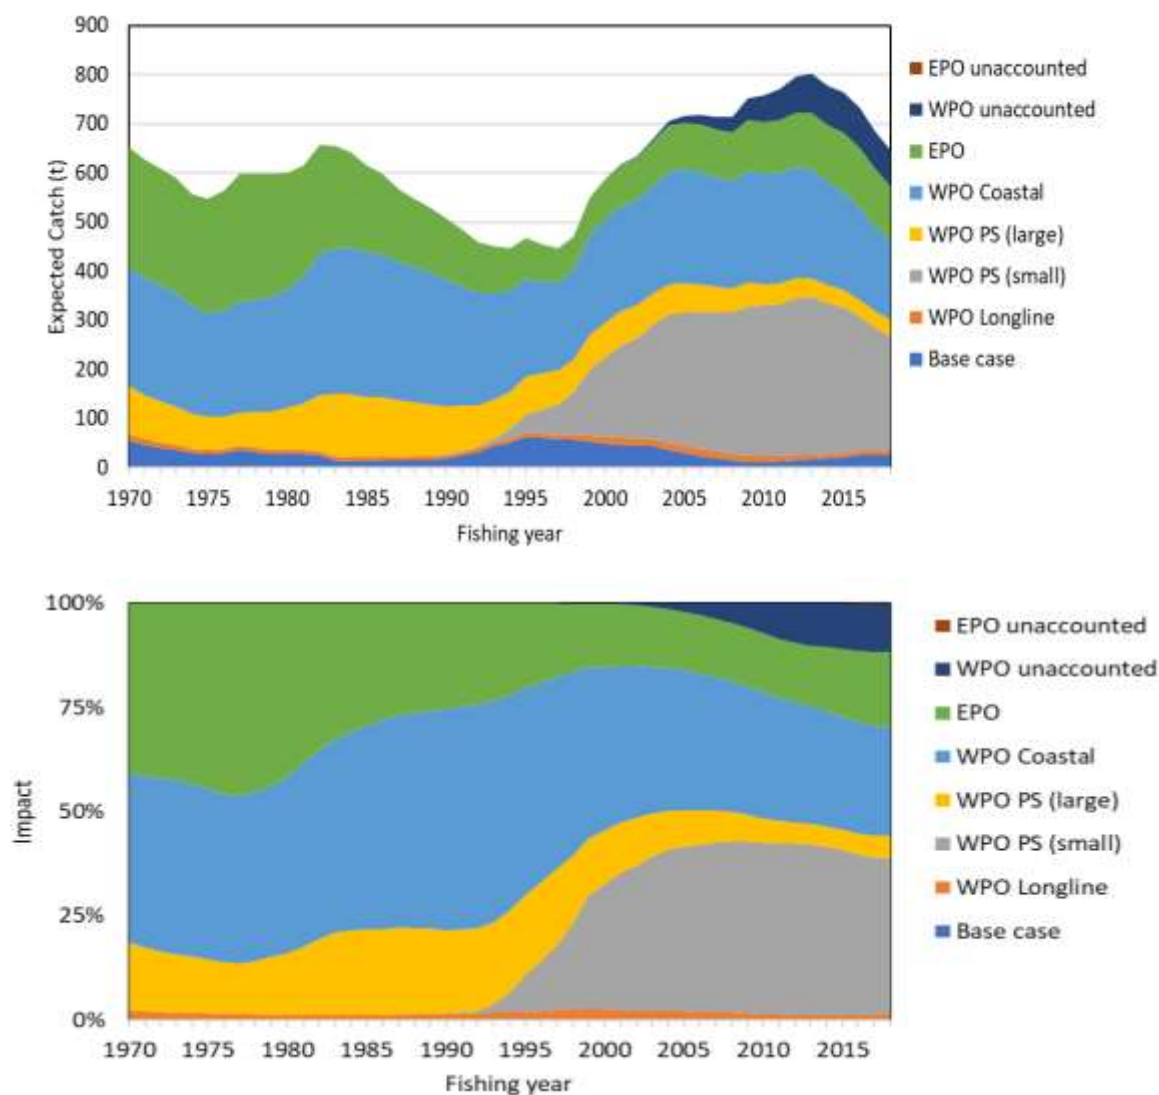 900
800
700
600
500
400
300
200
100
0
Expected Catch (t)
1970 1975 1980 1985 1990 1995 2000 2005 2010 2015
Fishing year
EPO unaccounted
WPO unaccounted
EPO
WPO Coastal
WPO PS (large)
WPO PS (small)
WPO Longline
Base case
100%
75%
50%
25%
0%
Impact
1970 1975 1980 1985 1990 1995 2000 2005 2010 2015
Fishing year
EPO unaccounted
WPO unaccounted
EPO
WPO Coastal
WPO PS (large)
WPO PS (small)
WPO Longline
Base case